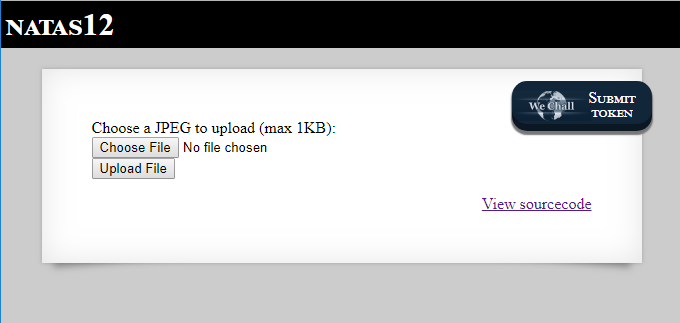 NATAS12
We Chall
SUBMIT
TOKEN
Choose a JPEG to upload (max 1KB):
Choose File No file chosen
Upload File
View sourcecode